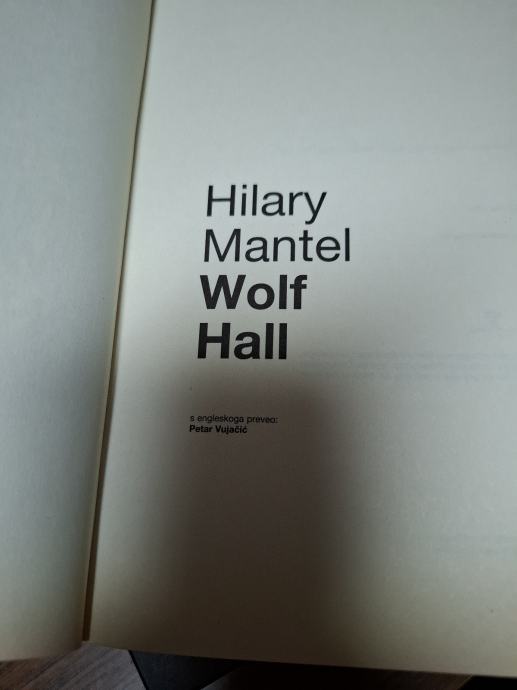 Hilary
Mantel
Wolf
Hall
s engleskoga preveo:
Petar Vujačić